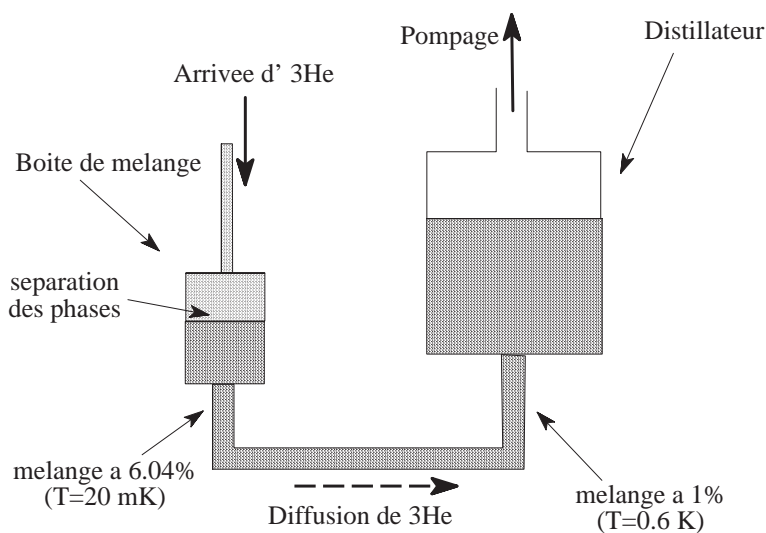 Pompage
Distillateur
Arrivee d' 3He
Boite de melange
separation
des phases
melange a 6.04%
(T=20 mK)
Diffusion de 3He
melange a 1%
(T=0.6 K)